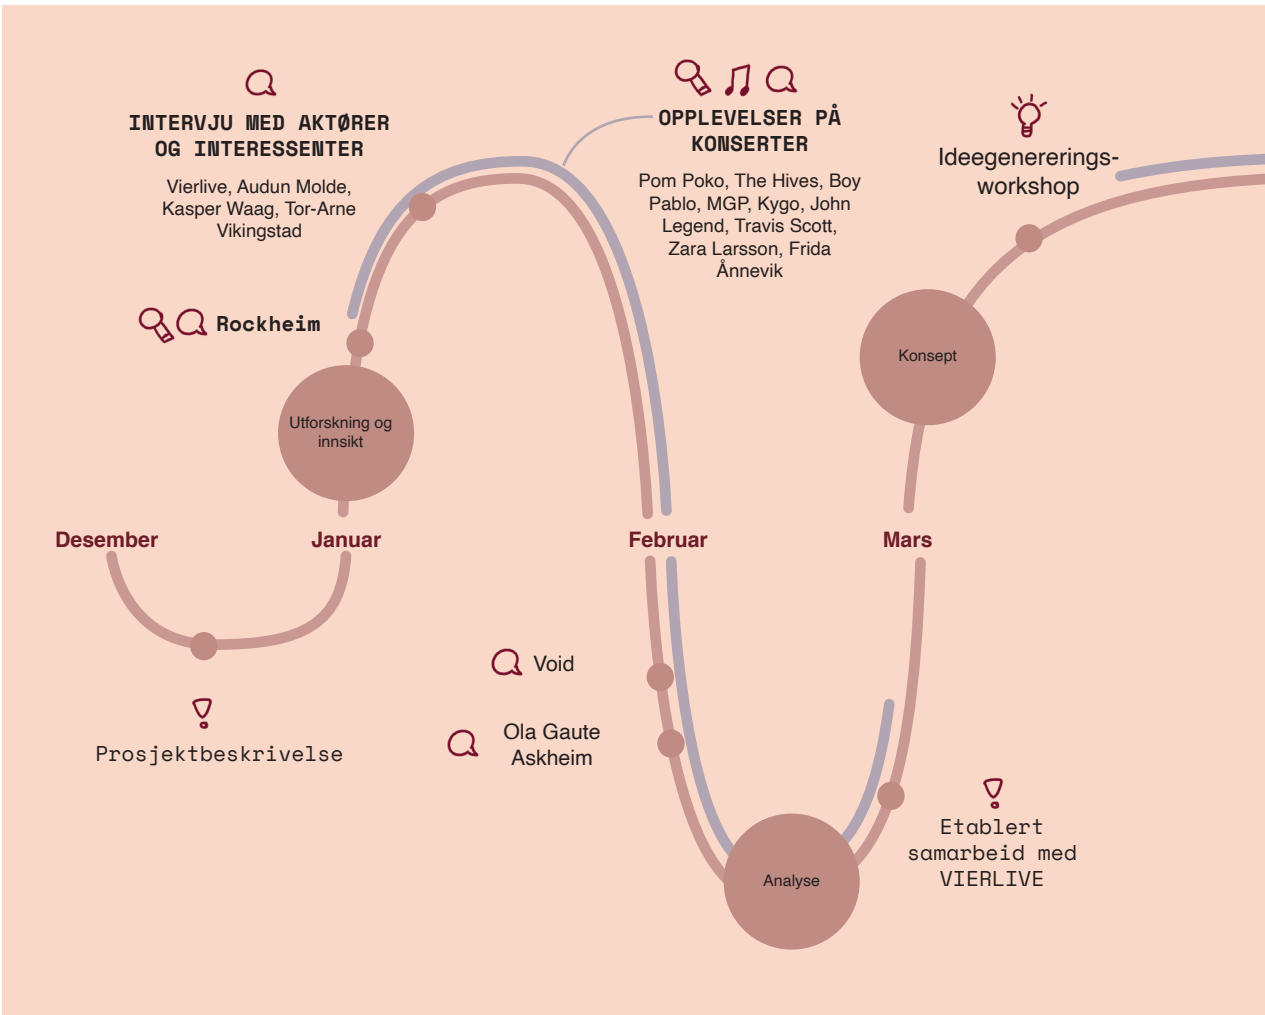 INTERVJU MED AKTØRER
OG INTERESSENTER
Vierlive, Audun Molde,
Kasper Waag, Tor-Arne
Vikingstad
OPPLEVELSER PÅ
KONSERTER
Pom Poko, The Hives, Boy
Pablo, MGP, Kygo, John
Legend, Travis Scott,
Zara Larsson, Frida
Ånnevik
Ideegenererings-
workshop
Rockheim
Utforskning og
innsikt
Konsept
Desember
Januar
Februar
Mars
Prosjektbeskrivelse
Void
Ola Gaute
Askheim
Analyse
Etablert
samarbeid med
VIERLIVE